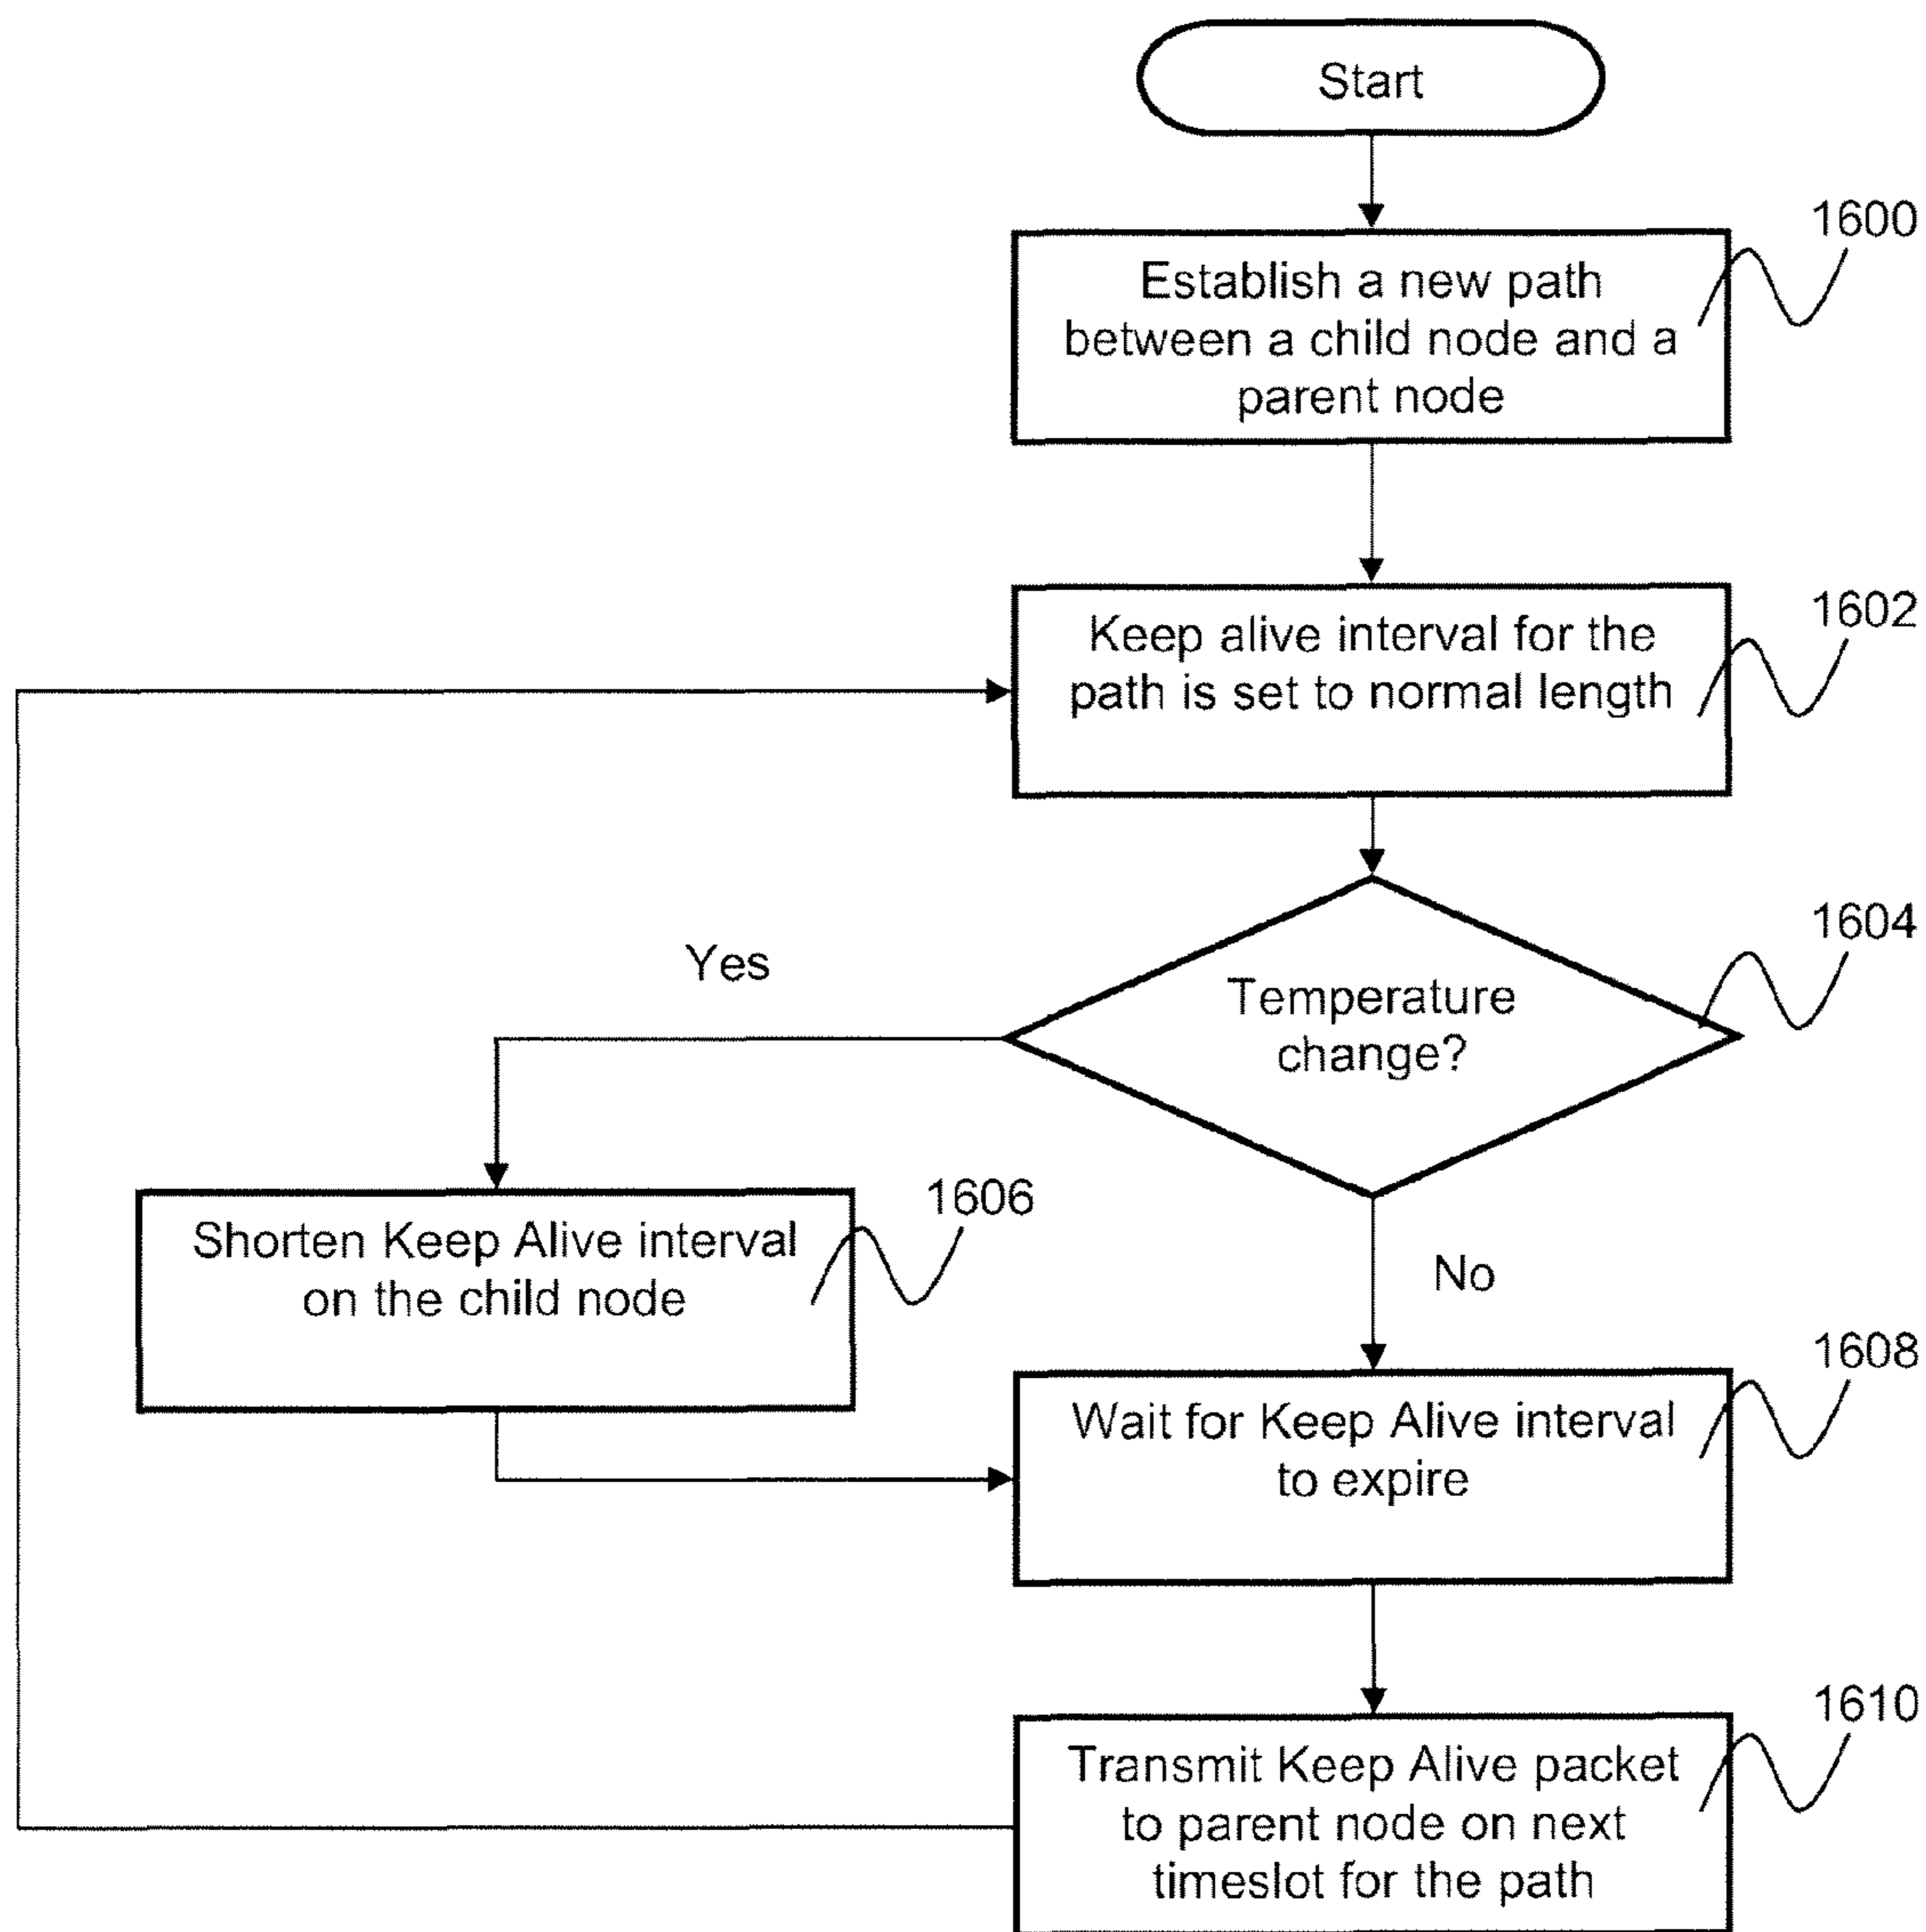 Start
1600
Establish a new path
between a child node and a
parent node
1602
Keep alive interval for the
path is set to normal length
1604
Yes
Temperature
change?
1606
Shorten Keep Alive interval
on the child node
No
1608
Wait for Keep Alive interval
to expire
1610
Transmit Keep Alive packet
to parent node on next
timeslot for the path